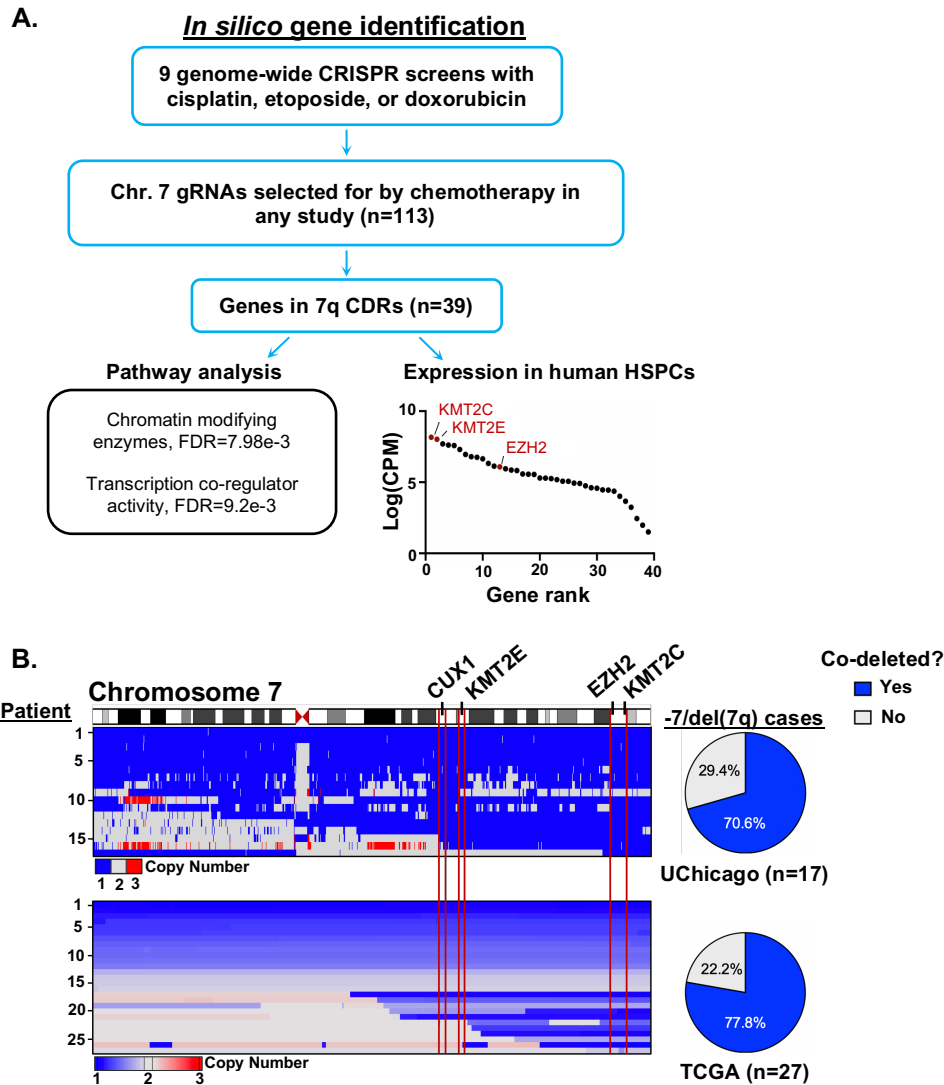 A.
In silico gene identification
9 genome-wide CRISPR screens with
cisplatin, etoposide, or doxorubicin
Chr. 7 gRNAs selected for by chemotherapy in
any study (n=113)
Genes in 7q CDRs (n=39)
Pathway analysis
Chromatin modifying
enzymes, FDR=7.98e-3
Transcription co-regulator
activity, FDR=9.2e-3
Expression in human HSPCs
KMT2C
KMT2E
EZH2
Log(CPM)
10
5
0
0
10
20
30
40
Gene rank
B.
Chromosome 7
CUX1
KMT2E
EZH2
KMT2C
Co-deleted?
Yes
No
Patient
1
5
10
15
1 2 3
Copy Number
-7/del(7q) cases
29.4%
70.6%
UChicago (n=17)
1
5
10
15
20
25
1 2 3
Copy Number
22.2%
77.8%
TCGA (n=27)